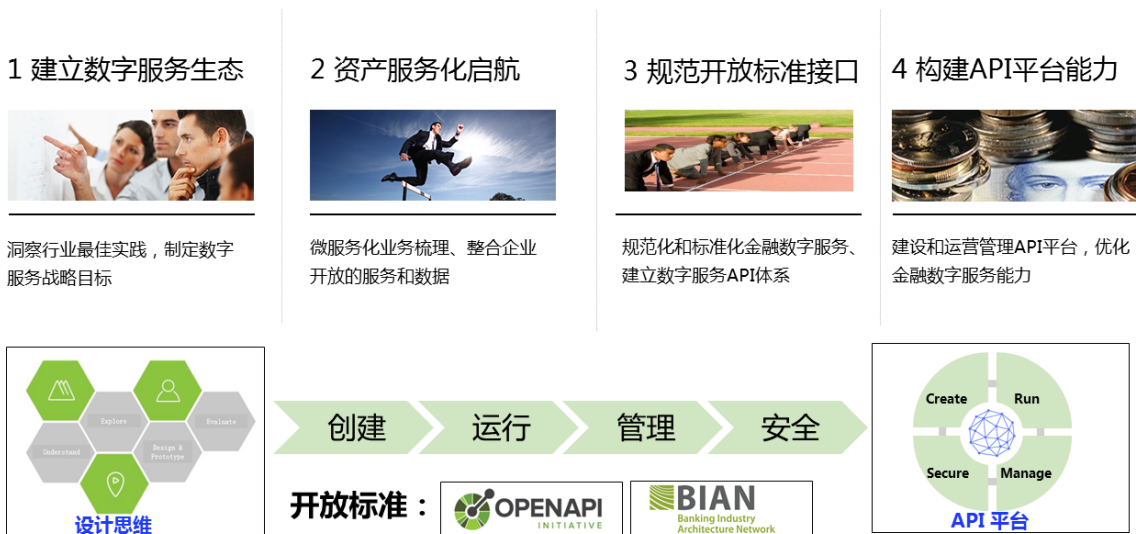 1 建立数字服务生态
2 资产服务化启航
3 规范开放标准接口
4 构建API平台能力
洞察行业最佳实践，制定数字
服务战略目标
微服务化业务梳理、整合企业
开放的服务和数据
规范化和标准化金融数字服务、
建立数字服务API体系
建设和运营管理API平台，优化
金融数字服务能力
Explore
Evaluate
Understand
Design &
Prototype
设计思维
创建
运行
管理
安全
开放标准：
OPENAPI
INITIATIVE
BIAN
Banking Industry
Architecture Network
Create
Run
Secure
Manage
API 平台